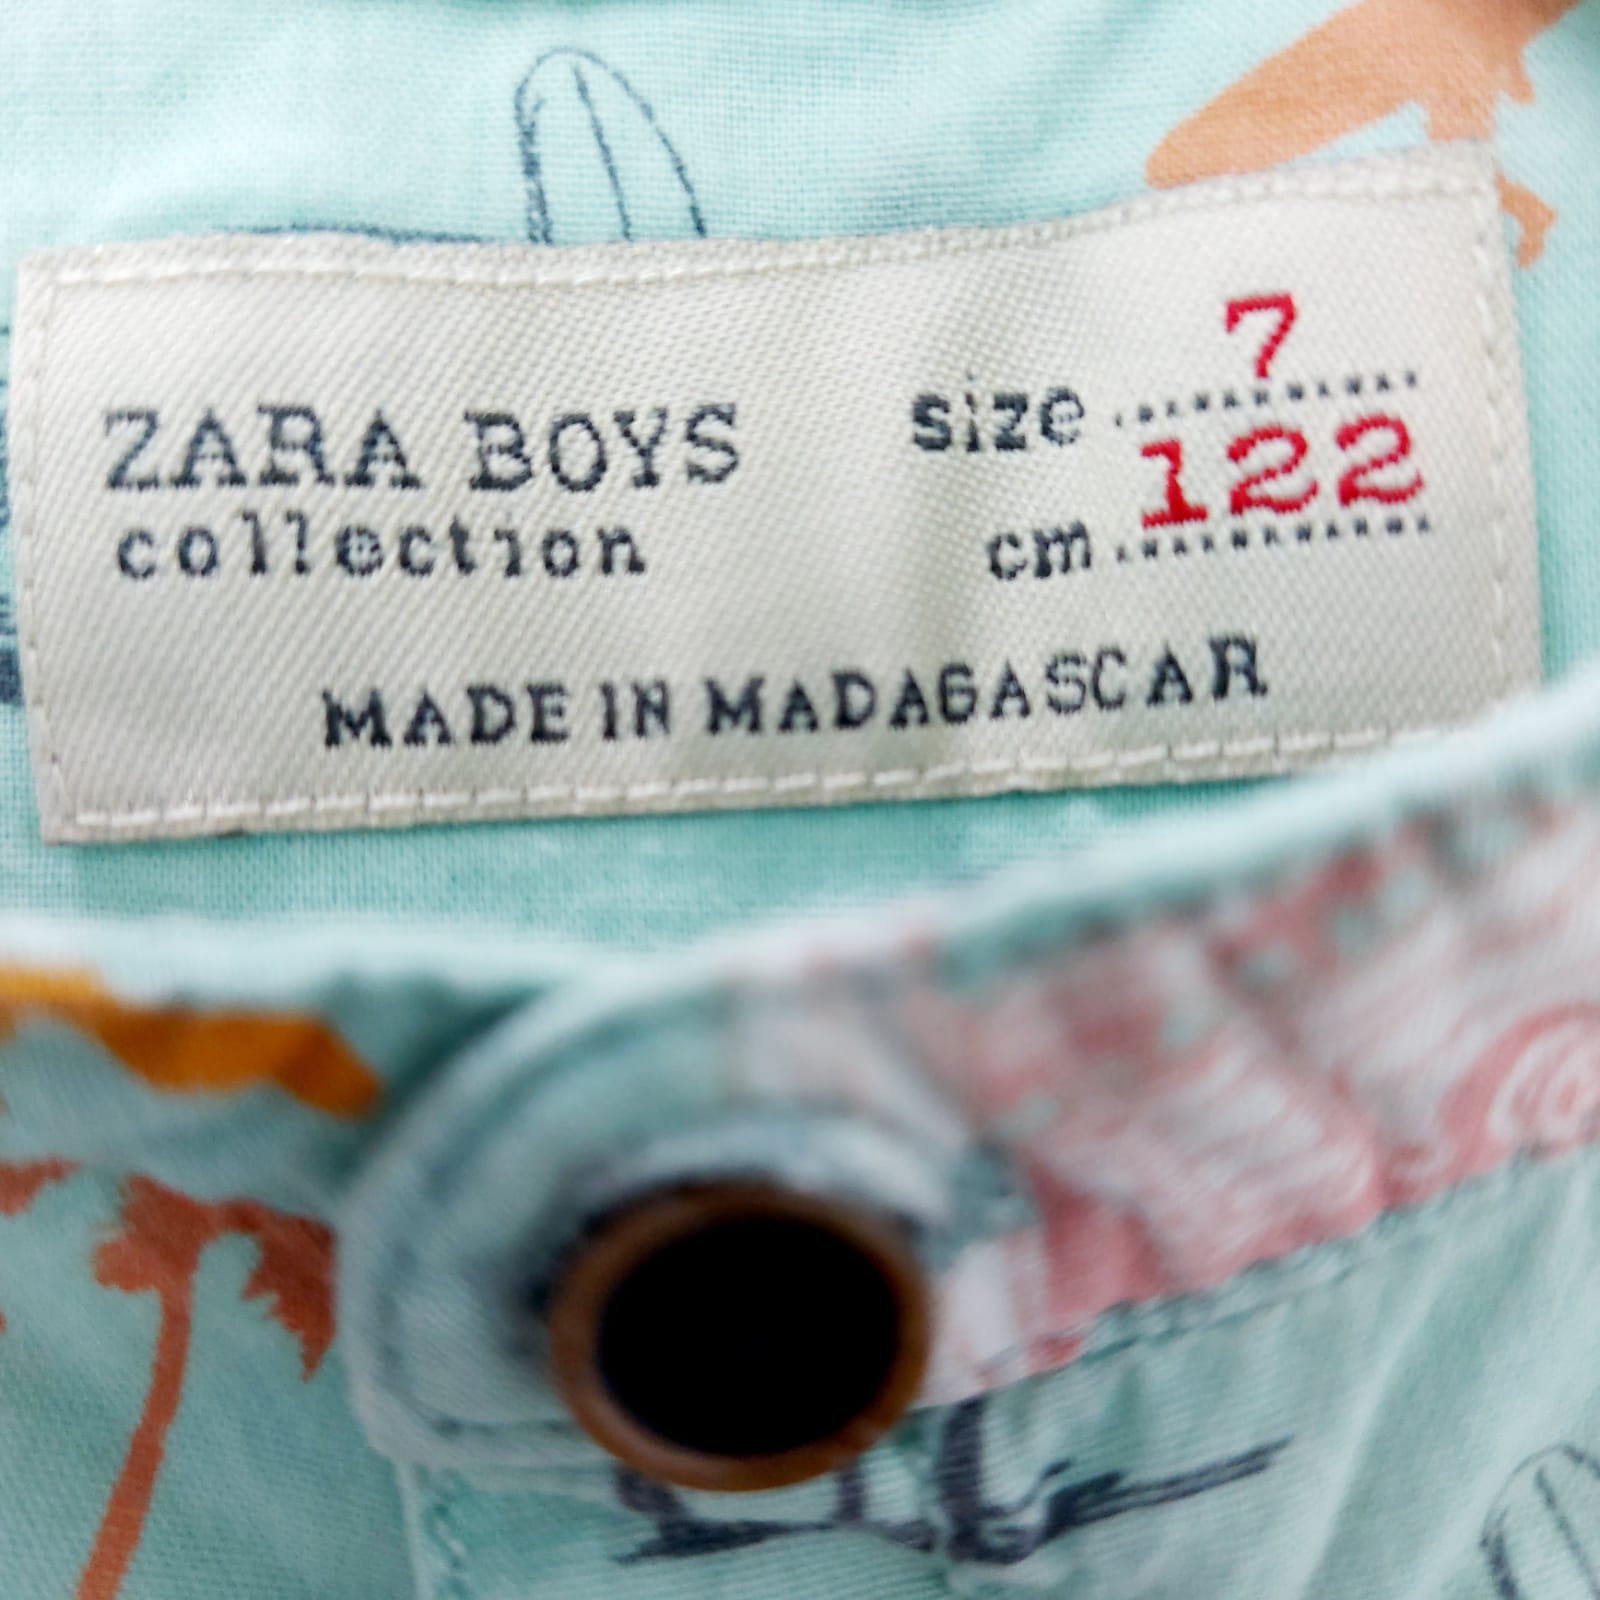 ZARA BOYS
collection
size 7
cm 122
MADE IN MADAGASCAR